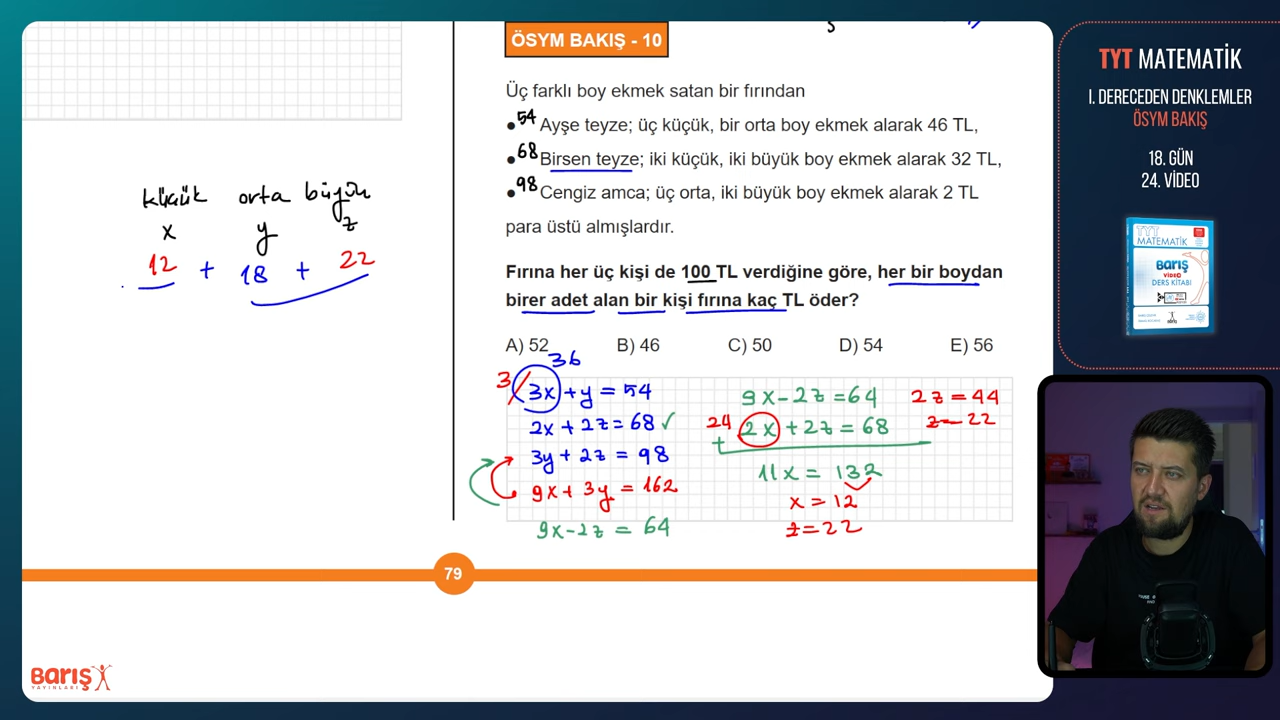 ÖSYM BAKIŞ - 10
Üç farklı boy ekmek satan bir fırından
• 54 Ayşe teyze; üç küçük, bir orta boy ekmek alarak 46 TL,
• 68 Birsen teyze; iki küçük, iki büyük boy ekmek alarak 32 TL,
• 98 Cengiz amca; üç orta, iki büyük boy ekmek alarak 2 TL
para üstü almışlardır.
Fırına her üç kişi de 100 TL verdiğine göre, her bir boydan
birer adet alan bir kişi fırına kaç TL öder?
A) 52 B) 46 C) 50 D) 54 E) 56
küçük orta büyük
x y z
12 + 18 + 22
36
3/ 3x + y = 54
2x + 2z = 68 ✓
3y + 2z = 98
9x + 3y = 162
9x - 2z = 64
9x - 2z = 64
24 2x + 2z = 68
+
11x = 132
x = 12
z = 22
2z = 44
z = 22
79
BARIŞ
YAYINLARI
TYT MATEMATİK
I. DERECEDEN DENKLEMLER
ÖSYM BAKIŞ
18. GÜN
24. VİDEO
TYT
MATEMATİK
BARIŞ
VİDEO
DERS KİTABI